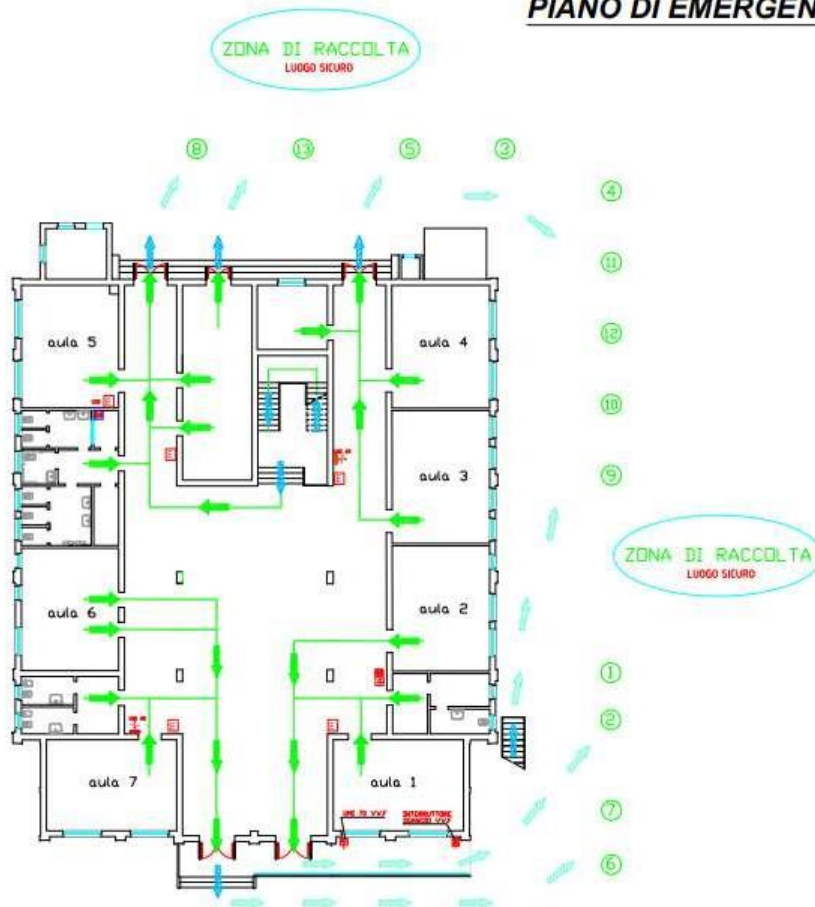 PIANO DI EMERGEN
ZONA DI RACCOLTA
LUOGO SICURO
8
13
5
3
4
11
12
10
9
aula 5
aula 4
aula 3
aula 6
aula 2
ZONA DI RACCOLTA
LUOGO SICURO
1
2
aula 7
aula 1
7
6